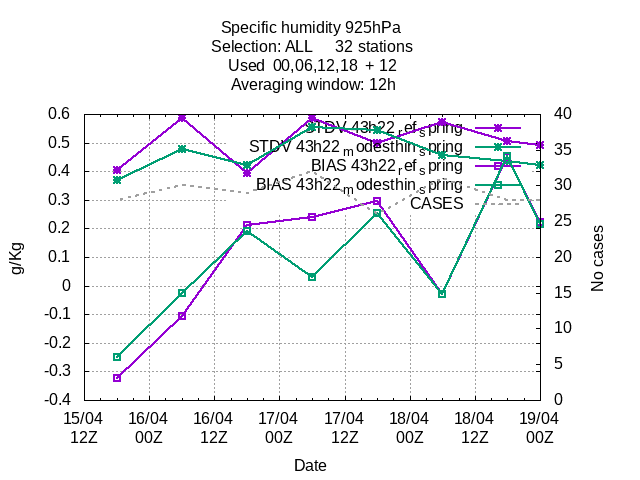 Specific humidity 925hPa
Selection: ALL 32 stations
Used 00,06,12,18 + 12
Averaging window: 12h
STDV 43h22_ref_spring
STDV 43h22_modesthin_spring
BIAS 43h22_ref_spring
BIAS 43h22_modesthin_spring
CASES
g/Kg
0.6
0.5
0.4
0.3
0.2
0.1
0
-0.1
-0.2
-0.3
-0.4
No cases
40
35
30
25
20
15
10
5
0
15/04 16/04 16/04 17/04 17/04 18/04 18/04 19/04
12Z 00Z 12Z 00Z 12Z 00Z 12Z 00Z
Date